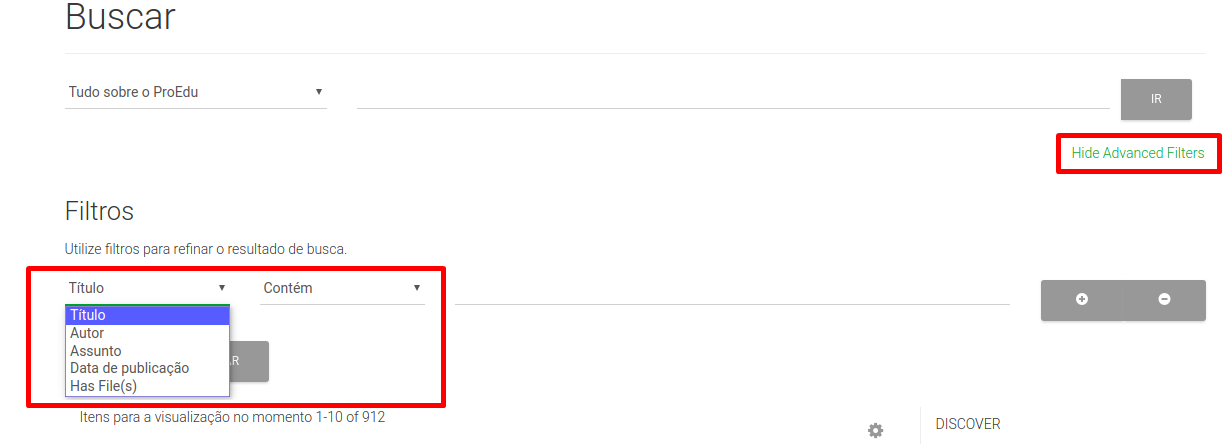 Buscar
Tudo sobre o ProEdu
IR
Hide Advanced Filters
Filtros
Utilize filtros para refinar o resultado de busca.
Título Contém
Título
Autor
Assunto
Data de publicação
Has File(s)
Itens para a visualização no momento 1-10 of 912
DISCOVER